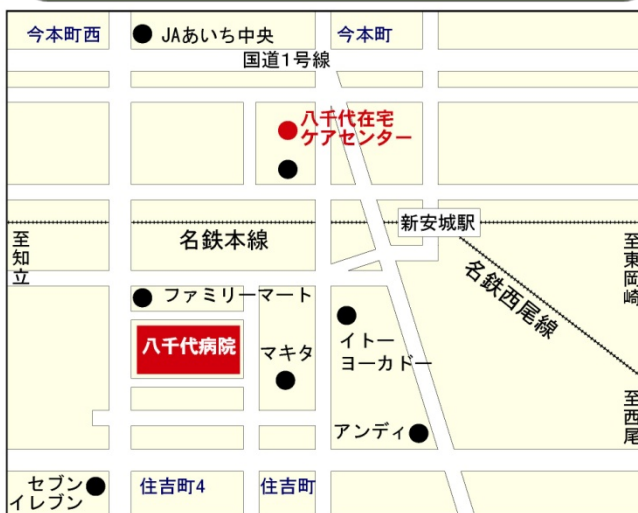 今本町西
JAあいち中央
今本町
国道1号線
八千代在宅
ケアセンター
新安城駅
至知立
名鉄本線
至東岡崎
名鉄西尾線
ファミリーマート
イトー
ヨーカドー
八千代病院
マキタ
至西尾
アンディ
セブン
イレブン
住吉町4
住吉町